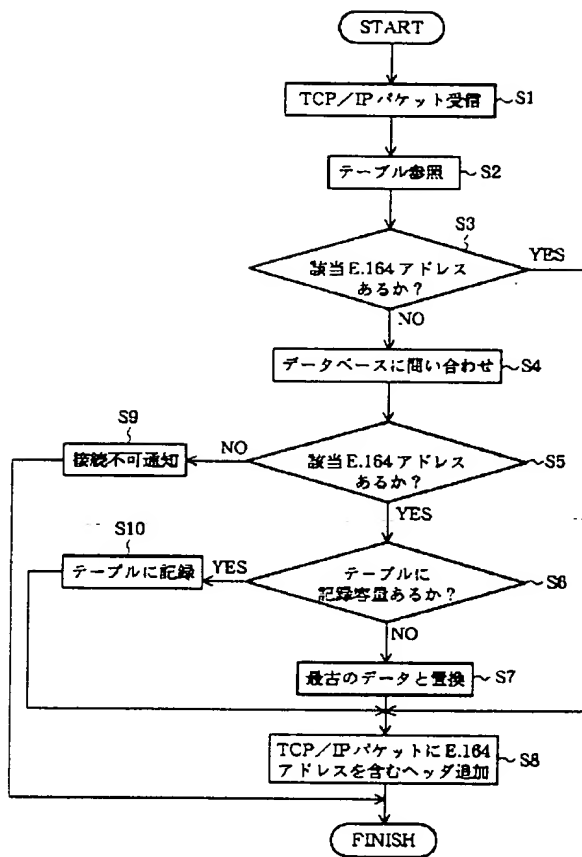 START
TCP/IPパケット受信
S1
テーブル参照
S2
S3
該当E.164アドレス
あるか?
YES
NO
データベースに問い合わせ
S4
S9
接続不可通知
NO
該当E.164アドレス
あるか?
S5
YES
S10
テーブルに記録
YES
テーブルに
記録容量あるか?
S6
NO
最古のデータと置換
S7
TCP/IPパケットにE.164
アドレスを含むヘッダ追加
S8
FINISH